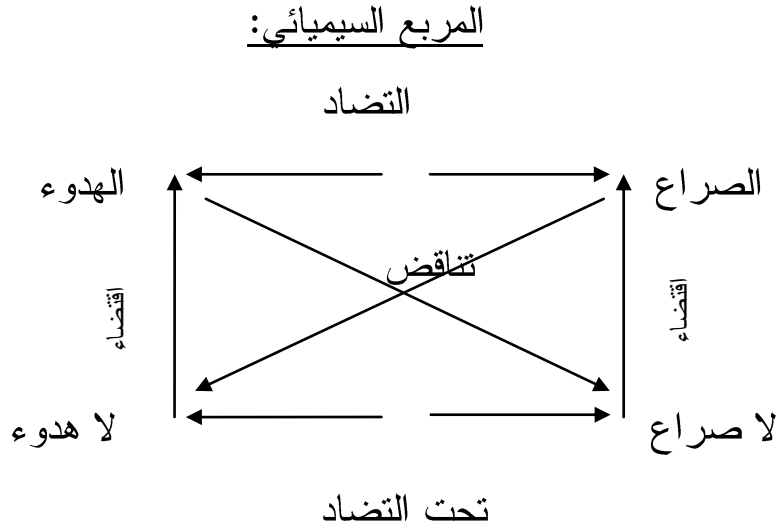 المربع السيميائي:
التضاد
الصراع
الهدوء
تناقض
اقتضاء
اقتضاء
لا صراع
لا هدوء
تحت التضاد